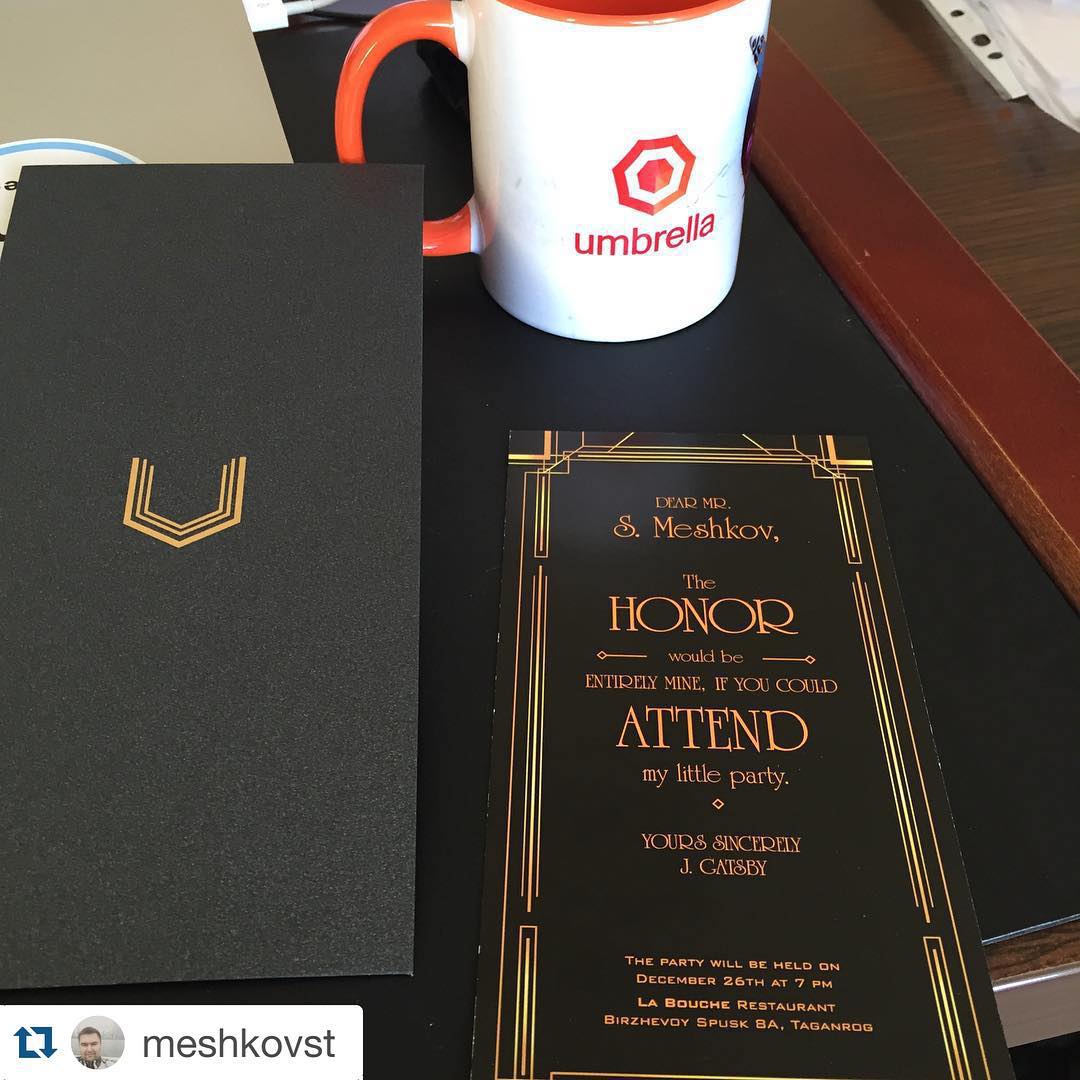 umbrella
DEAR MR.
S. Meshkov,
The
HONOR
would be
ENTIRELY MINE, IF YOU COULD
ATTEND
my little party.
YOURS SINCERELY
J. GATSBY
THE PARTY WILL BE HELD ON
DECEMBER 26TH AT 7 PM
LA BOUCHE RESTAURANT
BIRZHEVOY SPUSK 8A, TAGANROG
meshkovst